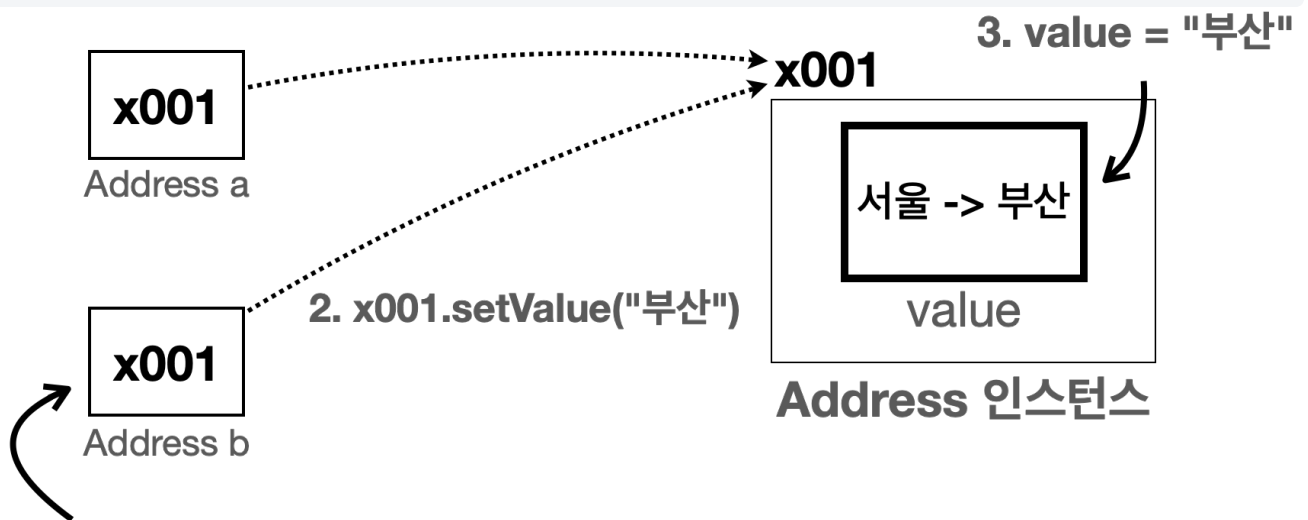 3. value = "부산"
x001
x001
Address a
서울 -> 부산
2. x001.setValue("부산")
value
x001
Address 인스턴스
Address b